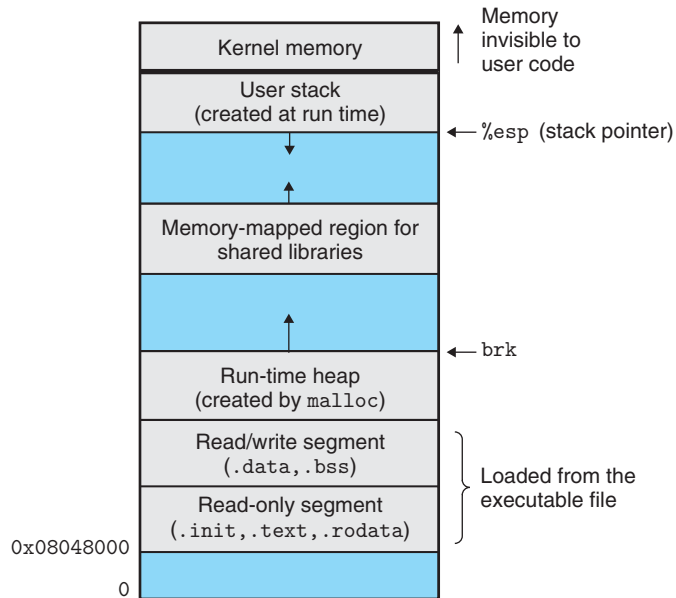 Kernel memory
Memory
invisible to
user code
User stack
(created at run time)
%esp (stack pointer)
Memory-mapped region for
shared libraries
brk
Run-time heap
(created by malloc)
Read/write segment
(.data,.bss)
Read-only segment
(.init,.text,.rodata)
Loaded from the
executable file
0x08048000
0